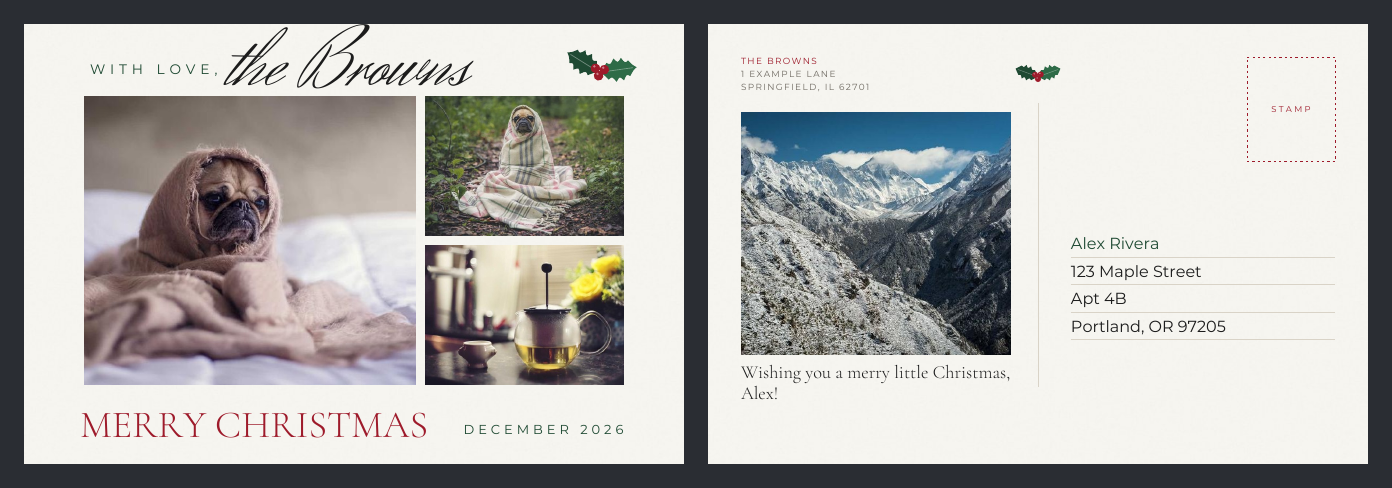 WITH LOVE, the Browns
MERRY CHRISTMAS
DECEMBER 2026
THE BROWNS
1 EXAMPLE LANE
SPRINGFIELD, IL 62701
STAMP
Wishing you a merry little Christmas,
Alex!
Alex Rivera
123 Maple Street
Apt 4B
Portland, OR 97205